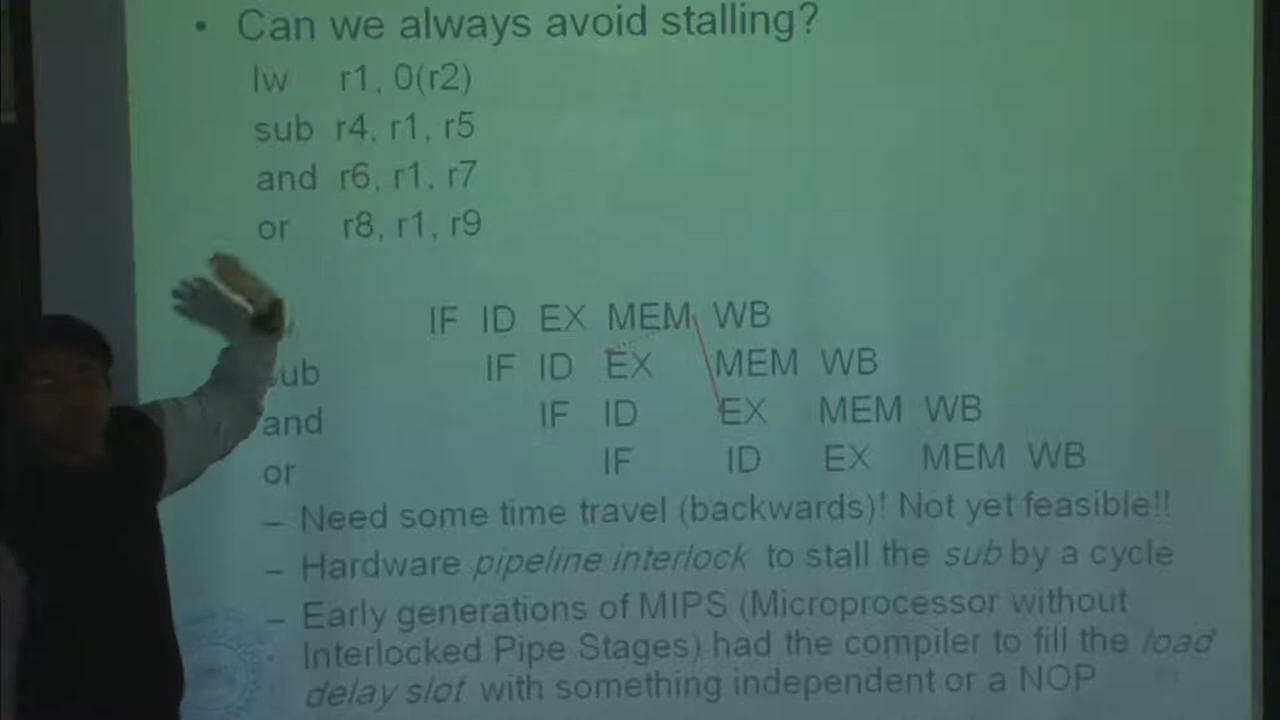 • Can we always avoid stalling?
lw r1, 0(r2)
sub r4, r1, r5
and r6, r1, r7
or r8, r1, r9
IF ID EX MEM WB
ub IF ID EX MEM WB
and IF ID EX MEM WB
or IF ID EX MEM WB
– Need some time travel (backwards)! Not yet feasible!!
– Hardware pipeline interlock to stall the sub by a cycle
– Early generations of MIPS (Microprocessor without
Interlocked Pipe Stages) had the compiler to fill the load
delay slot with something independent or a NOP